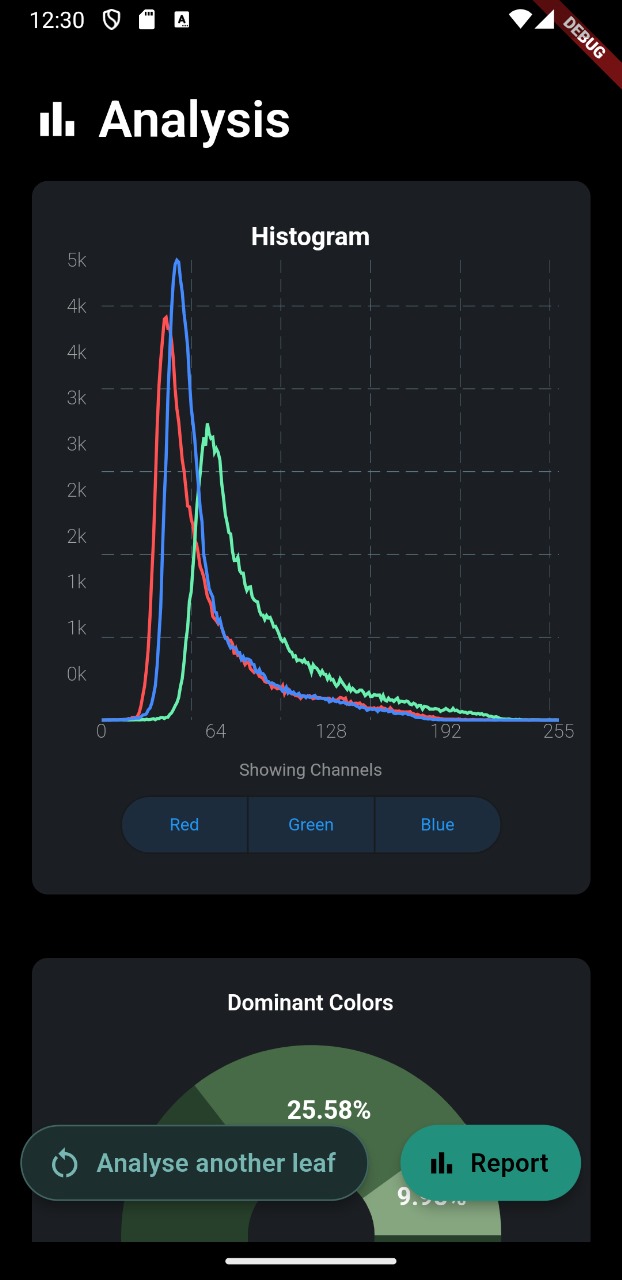 12:30
DEBUG
Analysis
Histogram
5k
4k
4k
3k
3k
2k
2k
1k
1k
0k
0 64 128 192 255
Showing Channels
Red Green Blue
Dominant Colors
25.58%
Analyse another leaf
Report